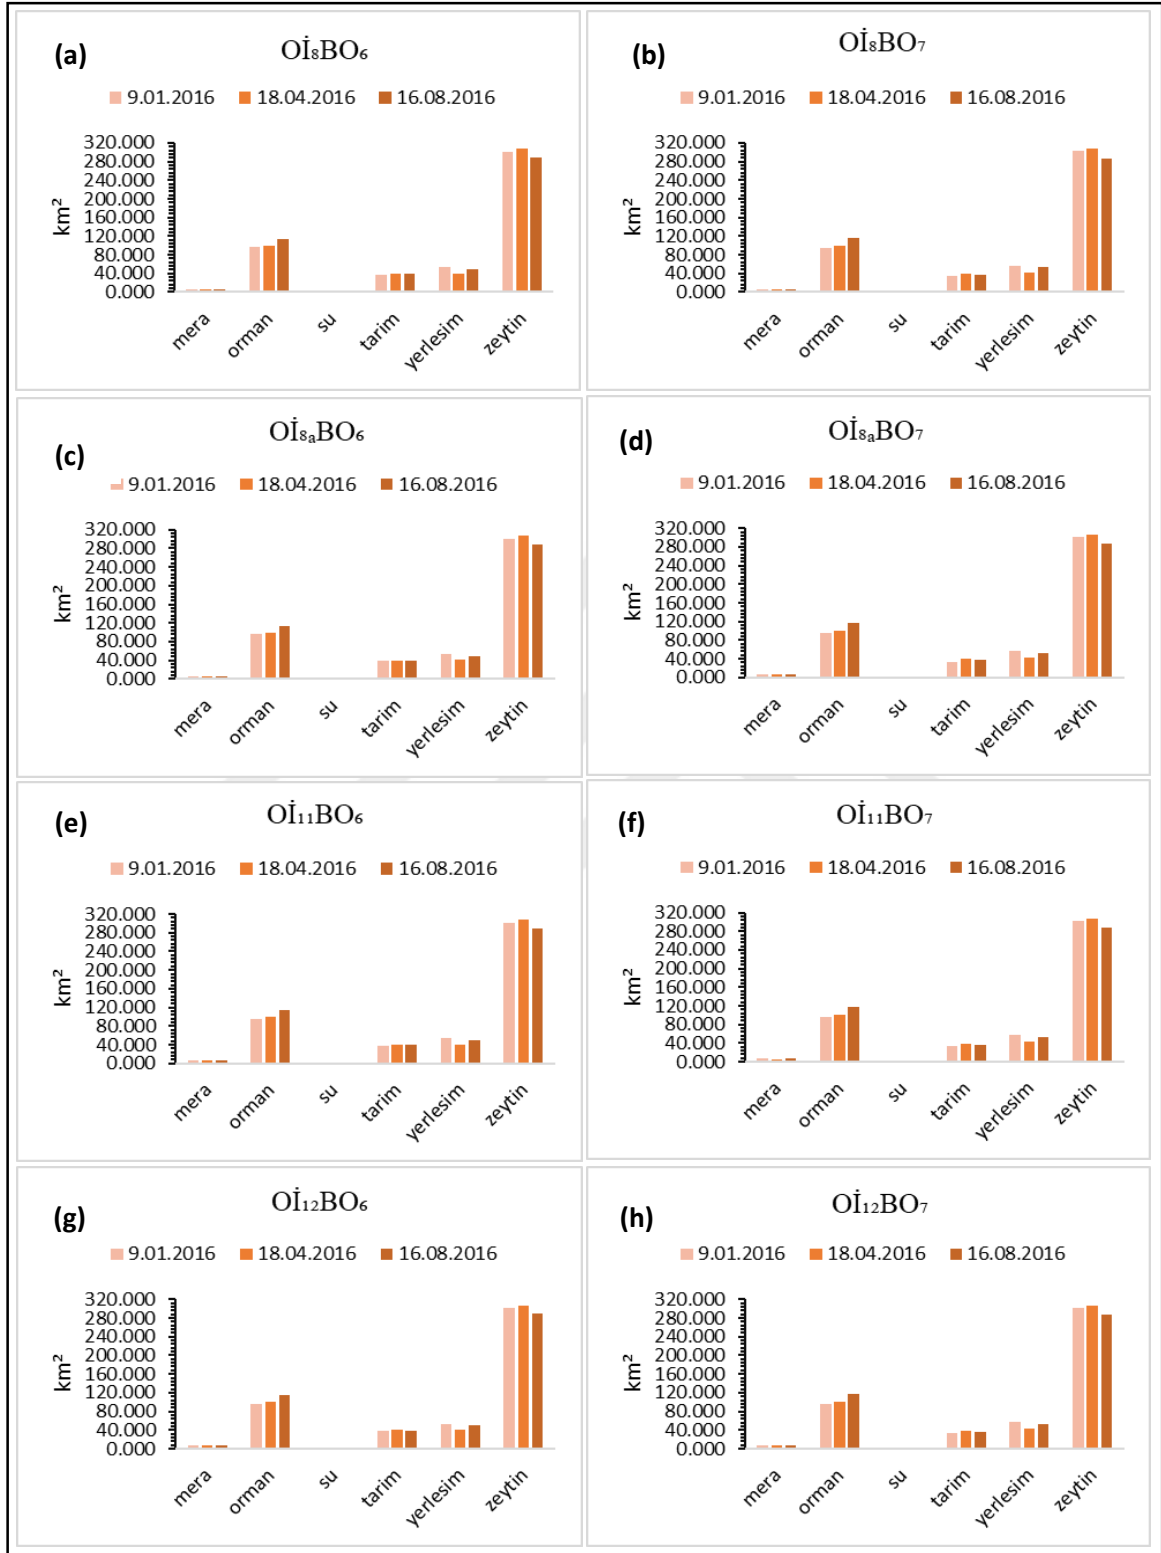 (a)
Oİ₈BO₆
9.01.2016 18.04.2016 16.08.2016
km²
320.000
280.000
240.000
200.000
160.000
120.000
80.000
40.000
0.000
mera orman su tarim yerlesim zeytin
(b)
Oİ₈BO₇
9.01.2016 18.04.2016 16.08.2016
km²
320.000
280.000
240.000
200.000
160.000
120.000
80.000
40.000
0.000
mera orman su tarim yerlesim zeytin
(c)
Oİ₈ₐBO₆
9.01.2016 18.04.2016 16.08.2016
km²
320.000
280.000
240.000
200.000
160.000
120.000
80.000
40.000
0.000
mera orman su tarim yerlesim zeytin
(d)
Oİ₈ₐBO₇
9.01.2016 18.04.2016 16.08.2016
km²
320.000
280.000
240.000
200.000
160.000
120.000
80.000
40.000
0.000
mera orman su tarim yerlesim zeytin
(e)
Oİ₁₁BO₆
9.01.2016 18.04.2016 16.08.2016
km²
320.000
280.000
240.000
200.000
160.000
120.000
80.000
40.000
0.000
mera orman su tarim yerlesim zeytin
(f)
Oİ₁₁BO₇
9.01.2016 18.04.2016 16.08.2016
km²
320.000
280.000
240.000
200.000
160.000
120.000
80.000
40.000
0.000
mera orman su tarim yerlesim zeytin
(g)
Oİ₁₂BO₆
9.01.2016 18.04.2016 16.08.2016
km²
320.000
280.000
240.000
200.000
160.000
120.000
80.000
40.000
0.000
mera orman su tarim yerlesim zeytin
(h)
Oİ₁₂BO₇
9.01.2016 18.04.2016 16.08.2016
km²
320.000
280.000
240.000
200.000
160.000
120.000
80.000
40.000
0.000
mera orman su tarim yerlesim zeytin